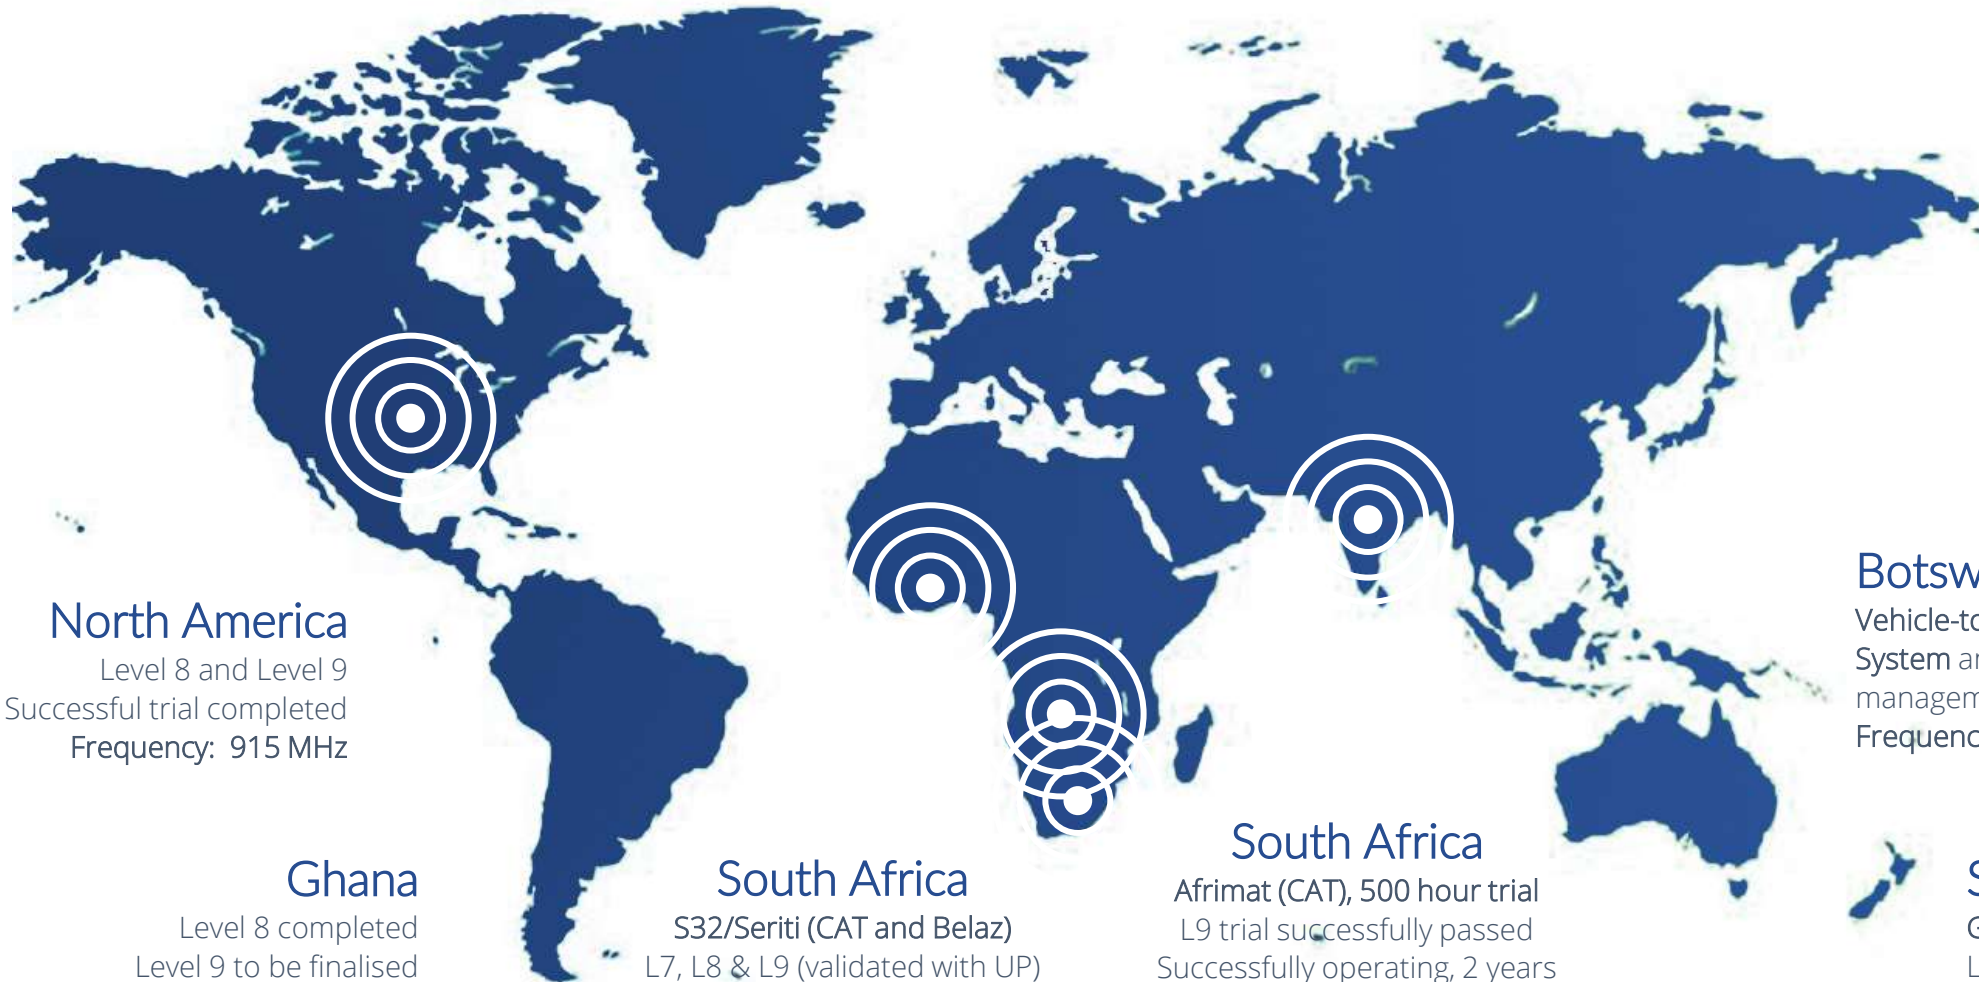 North America
Level 8 and Level 9
Successful trial completed
Frequency: 915 MHz
Ghana
Level 8 completed
Level 9 to be finalised
South Africa
S32/Seriti (CAT and Belaz)
L7, L8 & L9 (validated with UP)
South Africa
Afrimat (CAT), 500 hour trial
L9 trial successfully passed
Successfully operating, 2 years
System